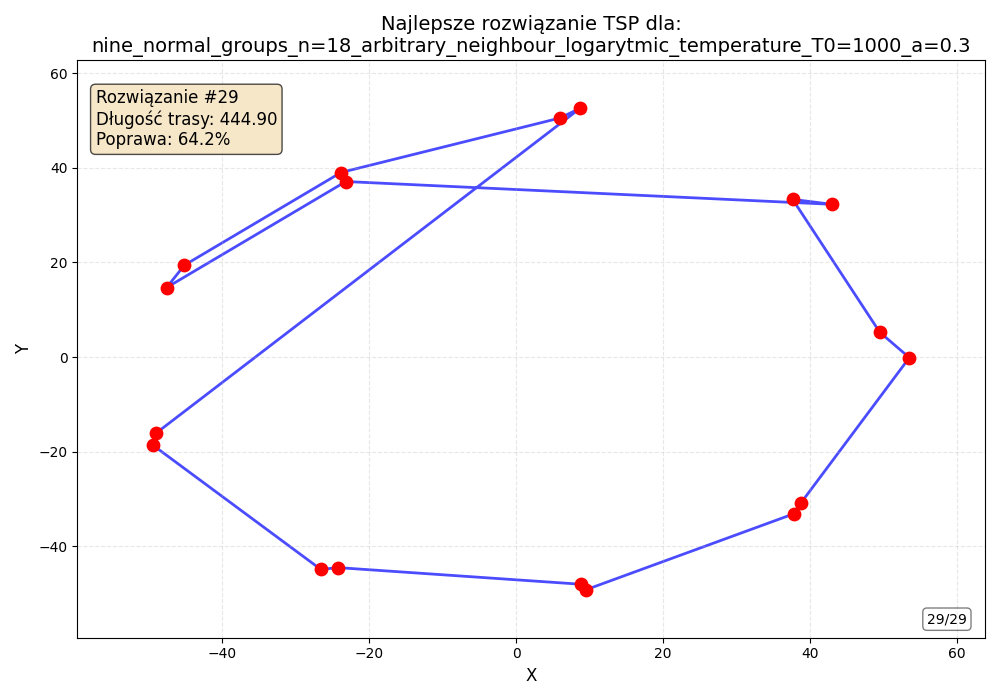 Najlepsze rozwiązanie TSP dla:
nine_normal_groups_n=18_arbitrary_neighbour_logarytmic_temperature_T0=1000_a=0.3
Rozwiązanie #29
Długość trasy: 444.90
Poprawa: 64.2%
60
40
20
0
−20
−40
Y
29/29
−40
−20
0
20
40
60
X